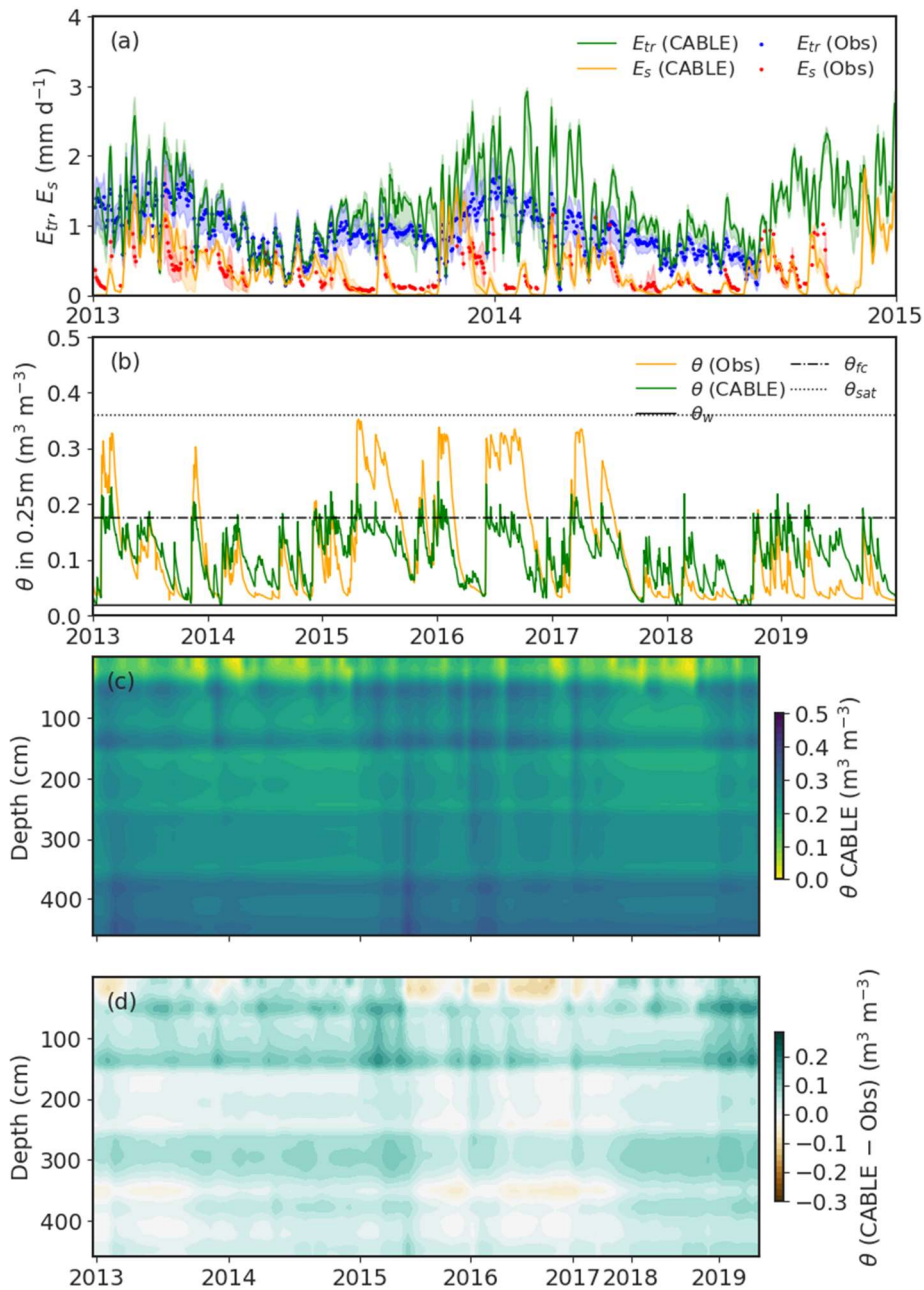 (a)
E_tr (CABLE)
E_s (CABLE)
E_tr (Obs)
E_s (Obs)
E_tr, E_s (mm d⁻¹)
4
3
2
1
0
2013 2014 2015
(b)
θ (Obs)
θ (CABLE)
θ_w
θ_fc
θ_sat
θ in 0.25m (m³ m⁻³)
0.5
0.4
0.3
0.2
0.1
0.0
2013 2014 2015 2016 2017 2018 2019
(c)
Depth (cm)
100
200
300
400
0.5
0.4
0.3
0.2
0.1
0.0
θ CABLE (m³ m⁻³)
(d)
Depth (cm)
100
200
300
400
0.2
0.1
0.0
−0.1
−0.2
−0.3
θ (CABLE − Obs) (m³ m⁻³)
2013 2014 2015 2016 2017 2018 2019